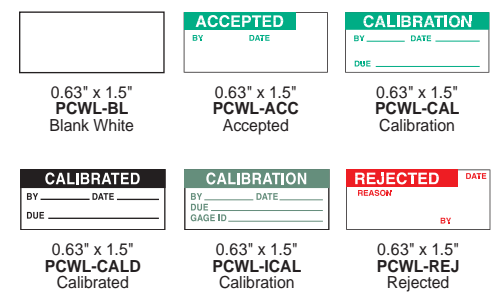 ACCEPTED
BY DATE
CALIBRATION
BY DATE
DUE
0.63" x 1.5"
PCWL-BL
Blank White
0.63" x 1.5"
PCWL-ACC
Accepted
0.63" x 1.5"
PCWL-CAL
Calibration
CALIBRATED
BY DATE
DUE
CALIBRATION
BY DATE
DUE
GAGE ID
REJECTED DATE
REASON
BY
0.63" x 1.5"
PCWL-CALD
Calibrated
0.63" x 1.5"
PCWL-ICAL
Calibration
0.63" x 1.5"
PCWL-REJ
Rejected